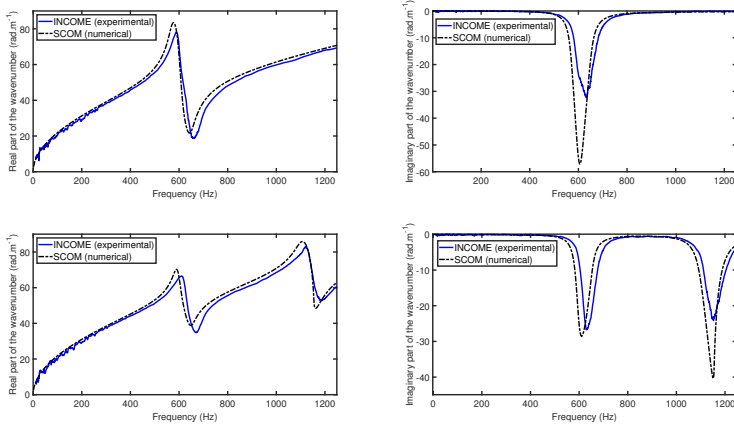 Real part of the wavenumber (rad.m⁻¹)
80
60
40
20
0
INCOME (experimental)
SCOM (numerical)
0 200 400 600 800 1000 1200
Frequency (Hz)
Imaginary part of the wavenumber (rad.m⁻¹)
0
-10
-20
-30
-40
-50
-60
INCOME (experimental)
SCOM (numerical)
0 200 400 600 800 1000 1200
Frequency (Hz)
Real part of the wavenumber (rad.m⁻¹)
80
60
40
20
0
INCOME (experimental)
SCOM (numerical)
0 200 400 600 800 1000 1200
Frequency (Hz)
Imaginary part of the wavenumber (rad.m⁻¹)
0
-10
-20
-30
-40
INCOME (experimental)
SCOM (numerical)
0 200 400 600 800 1000 1200
Frequency (Hz)